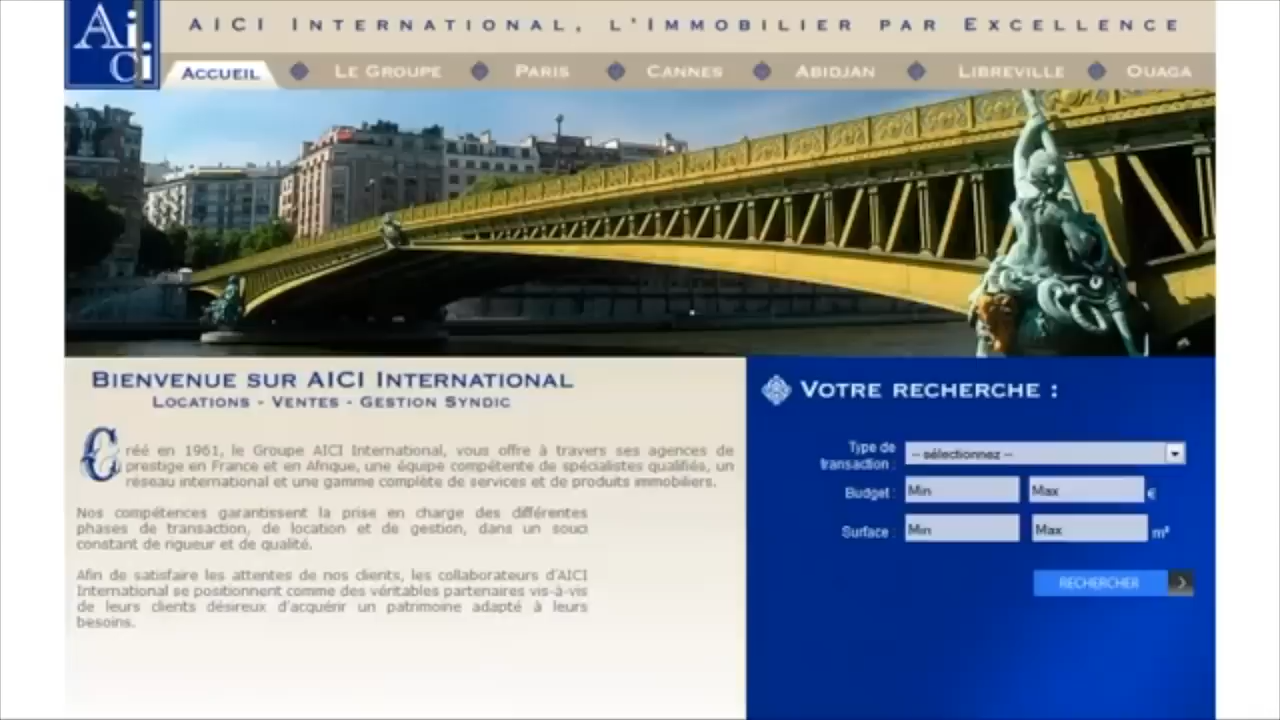 Ai Ci
AICI INTERNATIONAL, L'IMMOBILIER PAR EXCELLENCE
ACCUEIL LE GROUPE PARIS CANNES ABIDJAN LIBREVILLE OUAGA
BIENVENUE SUR AICI INTERNATIONAL
LOCATIONS - VENTES - GESTION SYNDIC
Créé en 1961, le Groupe AICI International, vous offre à travers ses agences de
prestige en France et en Afrique, une équipe compétente de spécialistes qualifiés, un
réseau international et une gamme complète de services et de produits immobiliers.
Nos compétences garantissent la prise en charge des différentes
phases de transaction, de location et de gestion, dans un souci
constant de rigueur et de qualité.
Afin de satisfaire les attentes de nos clients, les collaborateurs d'AICI
International se positionnent comme des véritables partenaires vis-à-vis
de leurs clients désireux d'acquérir un patrimoine adapté à leurs
besoins.
VOTRE RECHERCHE :
Type de
transaction : -- sélectionnez --
Budget : Min Max €
Surface : Min Max m²
RECHERCHER